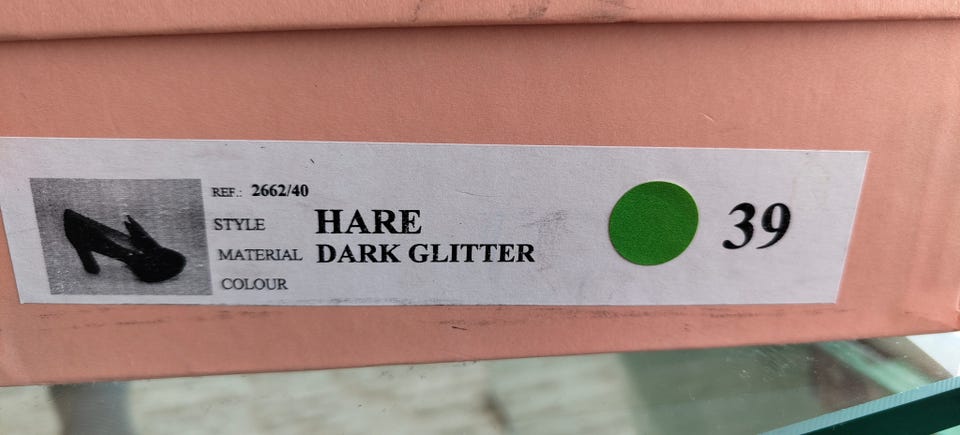 REF.: 2662/40
STYLE HARE
MATERIAL DARK GLITTER
COLOUR
39